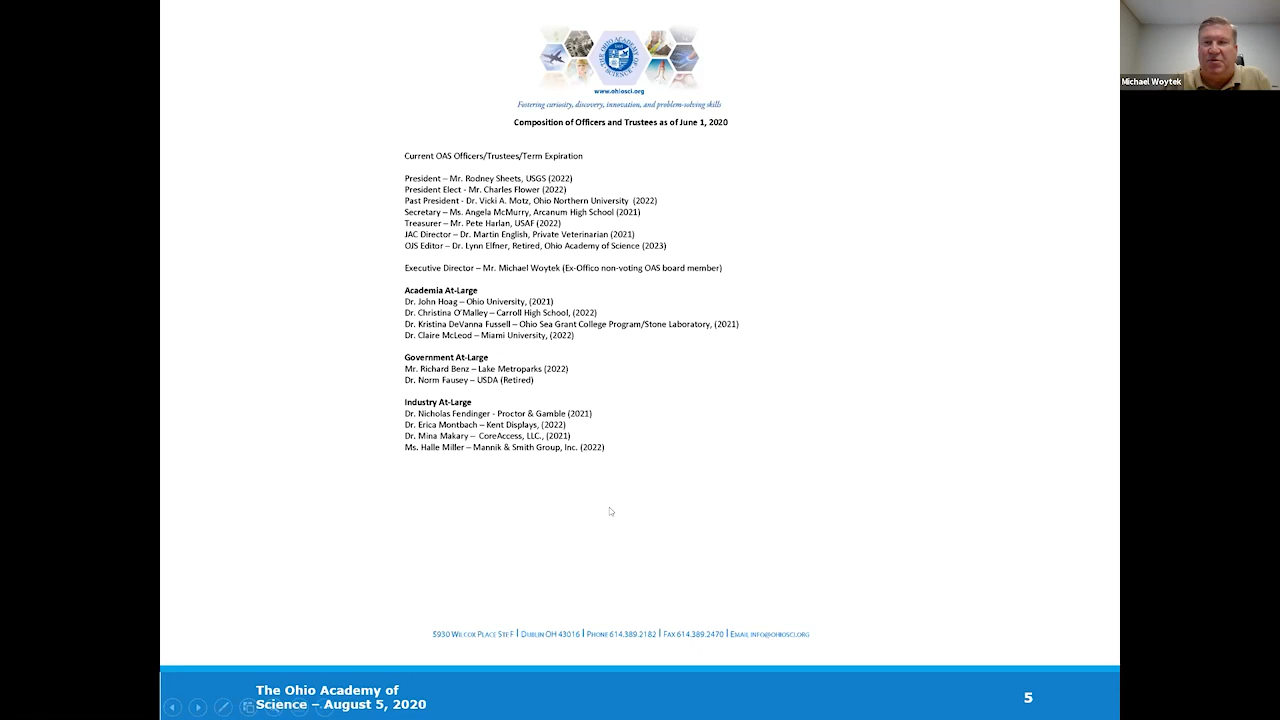 Michael Woytek
THE OHIO ACADEMY OF SCIENCE
www.ohiosci.org
Fostering curiosity, discovery, innovation, and problem-solving skills
Composition of Officers and Trustees as of June 1, 2020
Current OAS Officers/Trustees/Term Expiration
President – Mr. Rodney Sheets, USGS (2022)
President Elect - Mr. Charles Flower (2022)
Past President - Dr. Vicki A. Motz, Ohio Northern University (2022)
Secretary – Ms. Angela McMurry, Arcanum High School (2021)
Treasurer – Mr. Pete Harlan, USAF (2022)
JAC Director – Dr. Martin English, Private Veterinarian (2021)
OJS Editor – Dr. Lynn Elfner, Retired, Ohio Academy of Science (2023)
Executive Director – Mr. Michael Woytek (Ex-Offico non-voting OAS board member)
Academia At-Large
Dr. John Hoag – Ohio University, (2021)
Dr. Christina O'Malley – Carroll High School, (2022)
Dr. Kristina DeVanna Fussell – Ohio Sea Grant College Program/Stone Laboratory, (2021)
Dr. Claire McLeod – Miami University, (2022)
Government At-Large
Mr. Richard Benz – Lake Metroparks (2022)
Dr. Norm Fausey – USDA (Retired)
Industry At-Large
Dr. Nicholas Fendinger - Proctor & Gamble (2021)
Dr. Erica Montbach – Kent Displays, (2022)
Dr. Mina Makary – CoreAccess, LLC., (2021)
Ms. Halle Miller – Mannik & Smith Group, Inc. (2022)
5930 WILCOX PLACE STE F | DUBLIN OH 43016 | PHONE 614.389.2182 | FAX 614.389.2470 | EMAIL INFO@OHIOSCI.ORG
The Ohio Academy of
Science – August 5, 2020
5